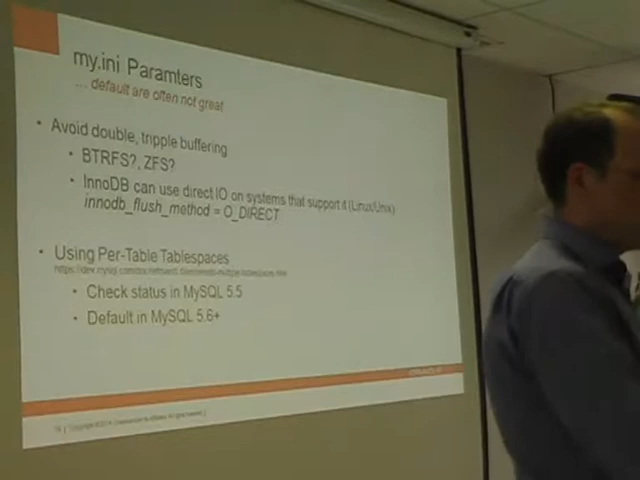 my.ini Paramters
... default are often not great
• Avoid double, tripple buffering
• BTRFS?, ZFS?
• InnoDB can use direct IO on systems that support it (Linux/Unix)
innodb_flush_method = O_DIRECT
• Using Per-Table Tablespaces
• Check status in MySQL 5.5
• Default in MySQL 5.6+
ORACLE